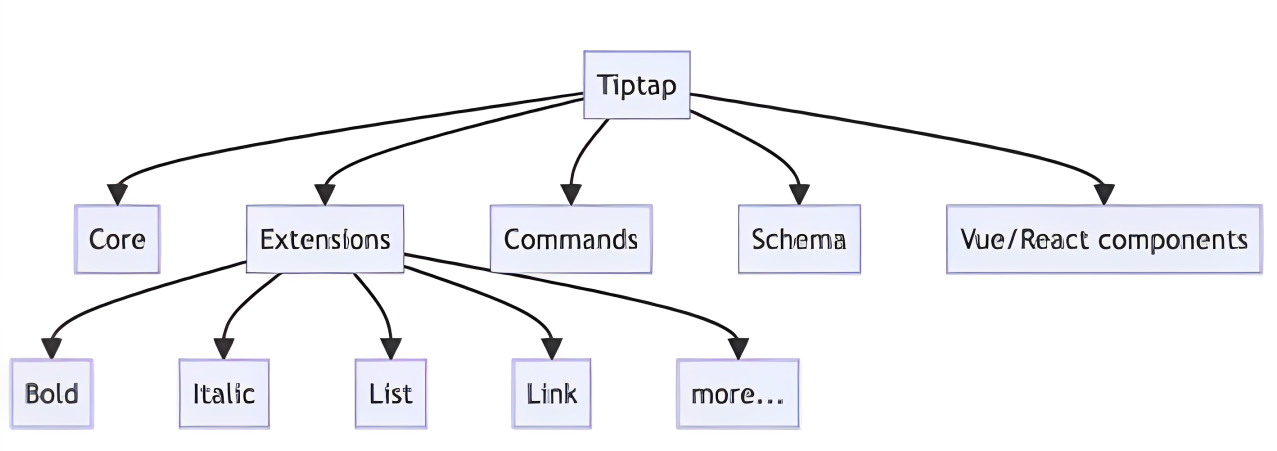 Tiptap
Core
Extensions
Commands
Schema
Vue/React components
Bold
Italic
List
Link
more...